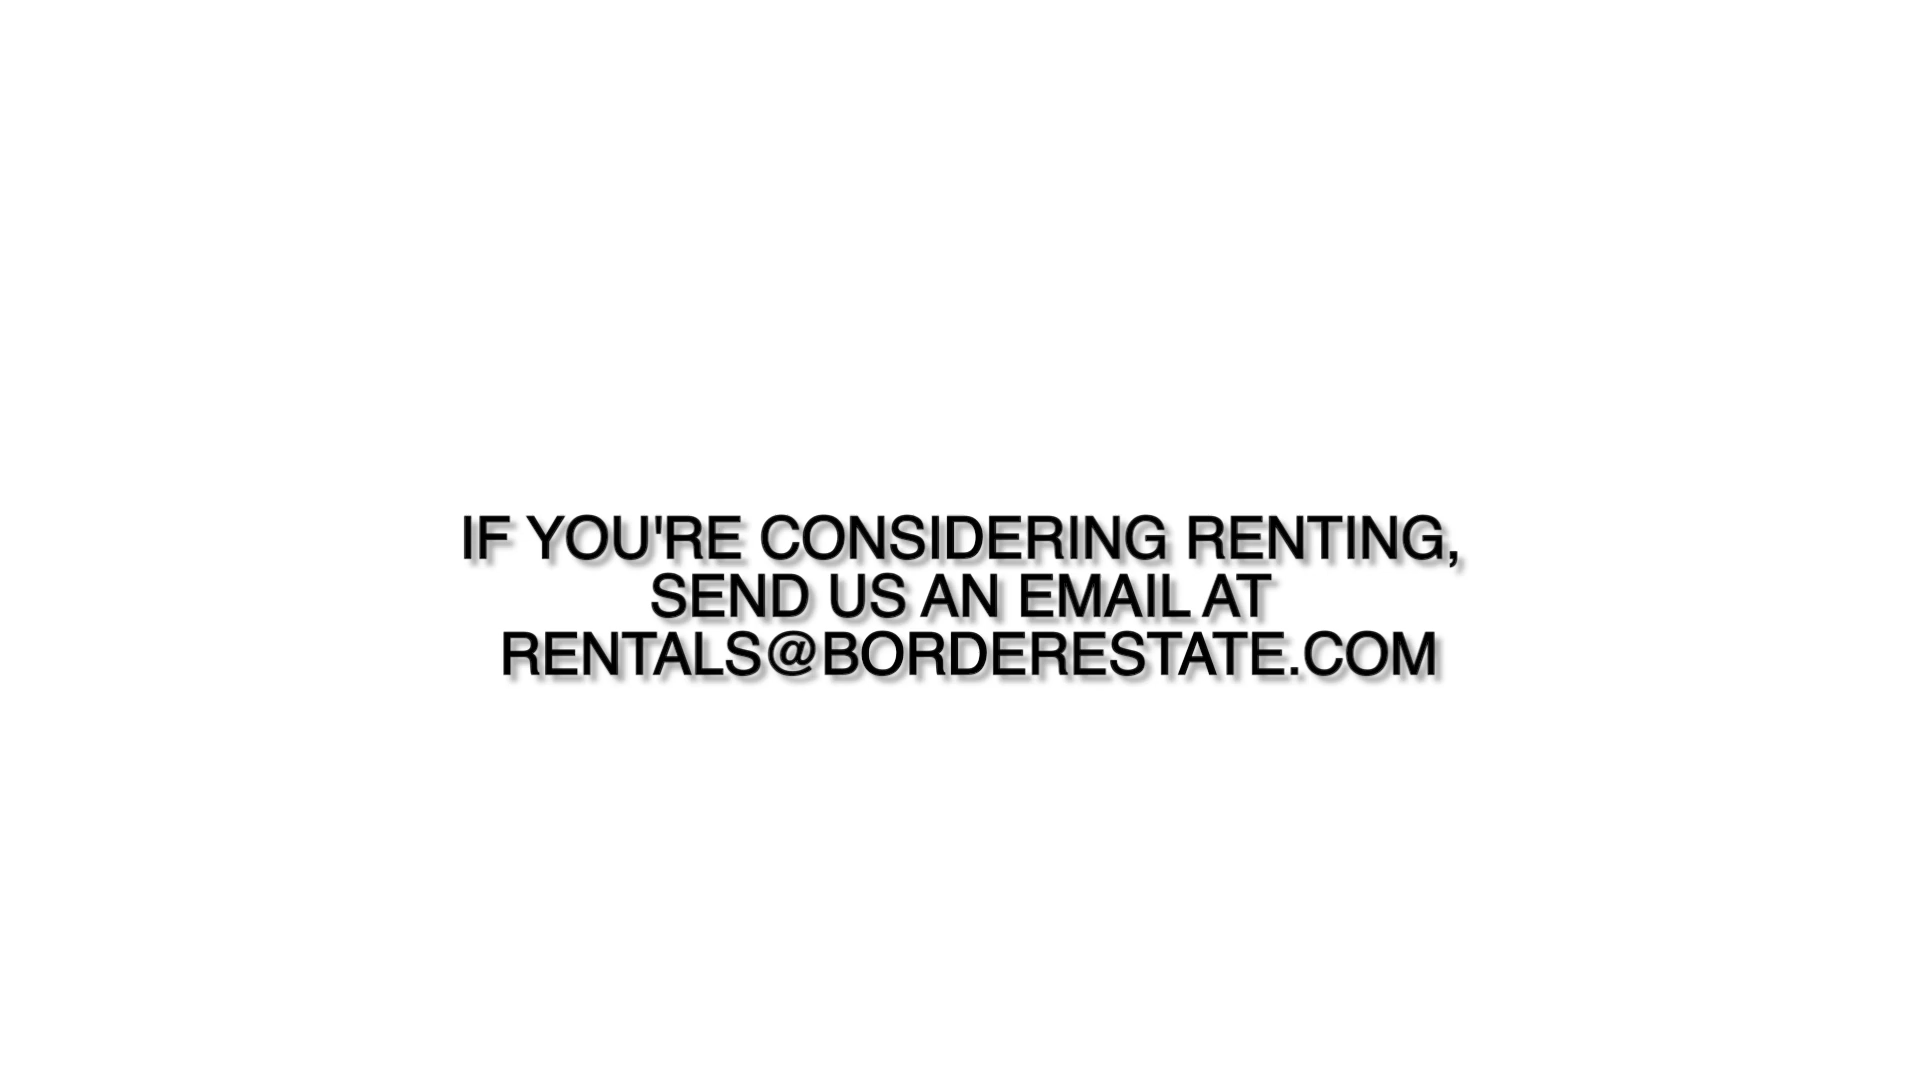 IF YOU'RE CONSIDERING RENTING,
SEND US AN EMAIL AT
RENTALS@BORDERESTATE.COM